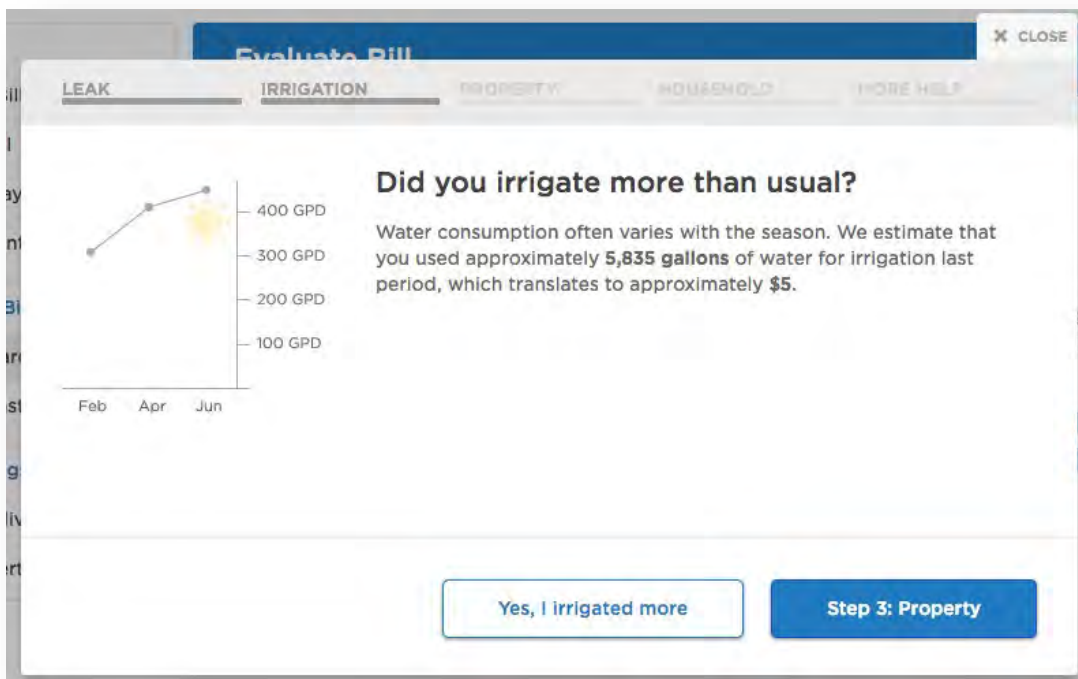 Evaluate Bill
X CLOSE
LEAK
IRRIGATION
PROPERTY
HOUSEHOLD
MORE HELP
400 GPD
300 GPD
200 GPD
100 GPD
Feb Apr Jun
Did you irrigate more than usual?
Water consumption often varies with the season. We estimate that
you used approximately 5,835 gallons of water for irrigation last
period, which translates to approximately $5.
Yes, I irrigated more
Step 3: Property